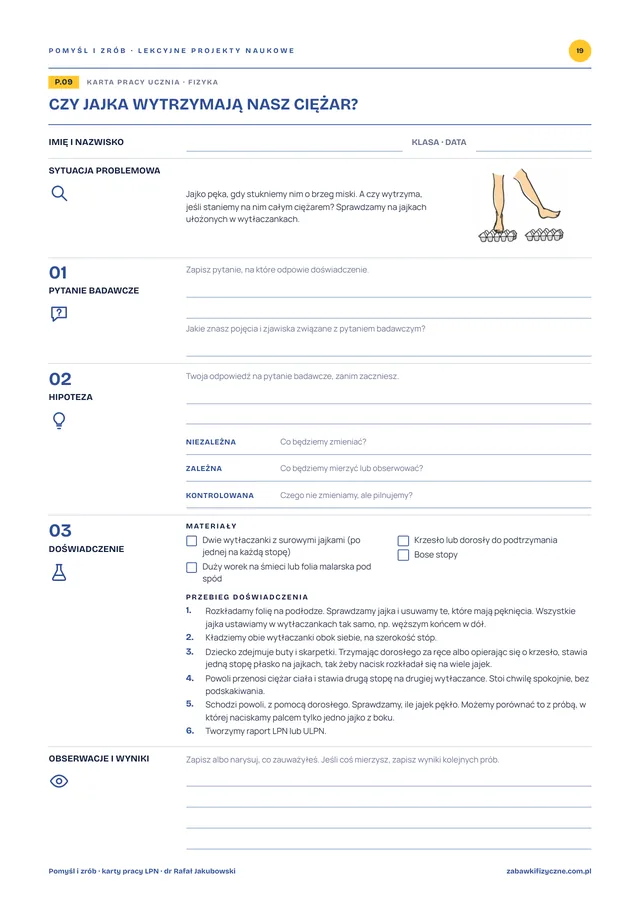 POMYŚL I ZRÓB · LEKCYJNE PROJEKTY NAUKOWE
19
P.09 KARTA PRACY UCZNIA · FIZYKA
CZY JAJKA WYTRZYMAJĄ NASZ CIĘŻAR?
IMIĘ I NAZWISKO
KLASA · DATA
SYTUACJA PROBLEMOWA
Jajko pęka, gdy stukniemy nim o brzeg miski. A czy wytrzyma,
jeśli staniemy na nim całym ciężarem? Sprawdzamy na jajkach
ułożonych w wytłaczankach.
01
PYTANIE BADAWCZE
Zapisz pytanie, na które odpowie doświadczenie.
Jakie znasz pojęcia i zjawiska związane z pytaniem badawczym?
02
HIPOTEZA
Twoja odpowiedź na pytanie badawcze, zanim zaczniesz.
NIEZALEŻNA Co będziemy zmieniać?
ZALEŻNA Co będziemy mierzyć lub obserwować?
KONTROLOWANA Czego nie zmieniamy, ale pilnujemy?
03
DOŚWIADCZENIE
MATERIAŁY
Dwie wytłaczanki z surowymi jajkami (po
jednej na każdą stopę)
Duży worek na śmieci lub folia malarska pod
spód
Krzesło lub dorosły do podtrzymania
Bose stopy
PRZEBIEG DOŚWIADCZENIA
1. Rozkładamy folię na podłodze. Sprawdzamy jajka i usuwamy te, które mają pęknięcia. Wszystkie
jajka ustawiamy w wytłaczankach tak samo, np. węższym końcem w dół.
2. Kładziemy obie wytłaczanki obok siebie, na szerokość stóp.
3. Dziecko zdejmuje buty i skarpetki. Trzymając dorosłego za ręce albo opierając się o krzesło, stawia
jedną stopę płasko na jajkach, tak żeby nacisk rozkładał się na wiele jajek.
4. Powoli przenosi ciężar ciała i stawia drugą stopę na drugiej wytłaczance. Stoi chwilę spokojnie, bez
podskakiwania.
5. Schodzi powoli, z pomocą dorosłego. Sprawdzamy, ile jajek pękło. Możemy porównać to z próbą, w
której naciskamy palcem tylko jedno jajko z boku.
6. Tworzymy raport LPN lub ULPN.
OBSERWACJE I WYNIKI
Zapisz albo narysuj, co zauważyłeś. Jeśli coś mierzysz, zapisz wyniki kolejnych prób.
Pomyśl i zrób · karty pracy LPN · dr Rafał Jakubowski
zabawkifizyczne.com.pl